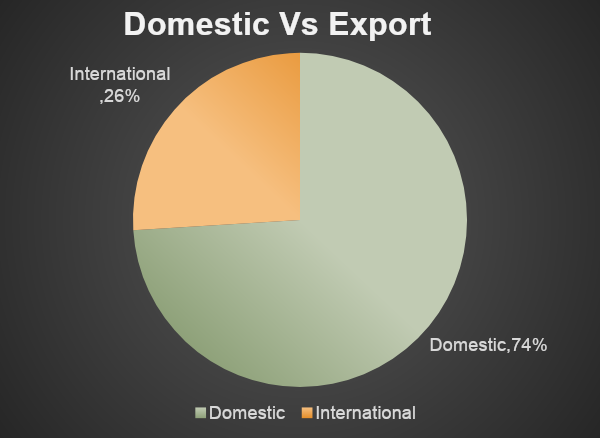 Domestic Vs Export
International
,26%
Domestic,74%
Domestic International